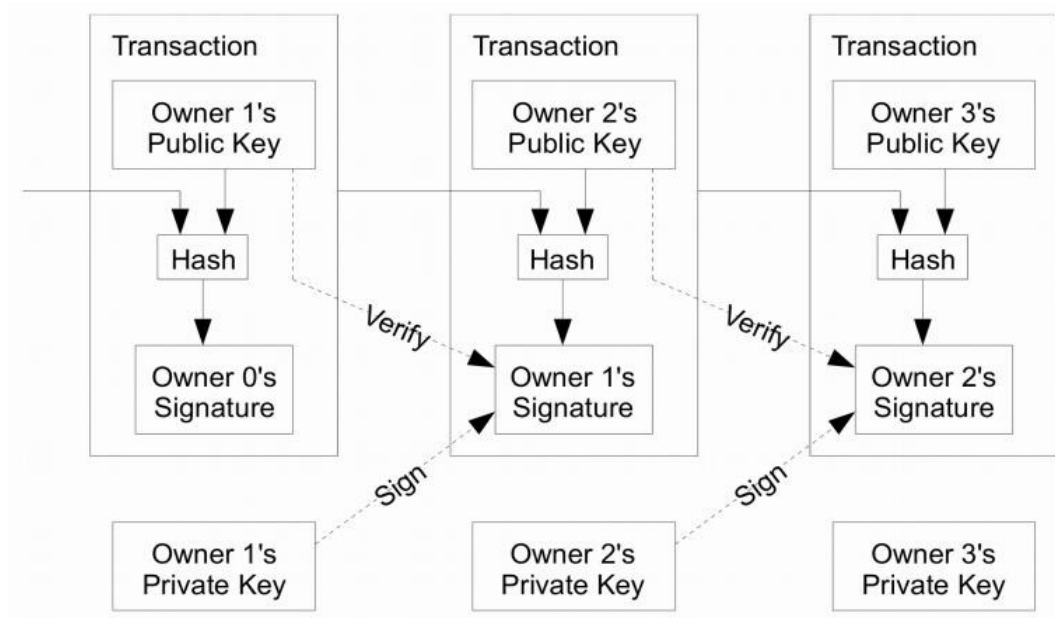 Transaction
Owner 1's
Public Key
Hash
Owner 0's
Signature
Transaction
Owner 2's
Public Key
Hash
Verify
Owner 1's
Signature
Transaction
Owner 3's
Public Key
Hash
Verify
Owner 2's
Signature
Sign
Sign
Owner 1's
Private Key
Owner 2's
Private Key
Owner 3's
Private Key